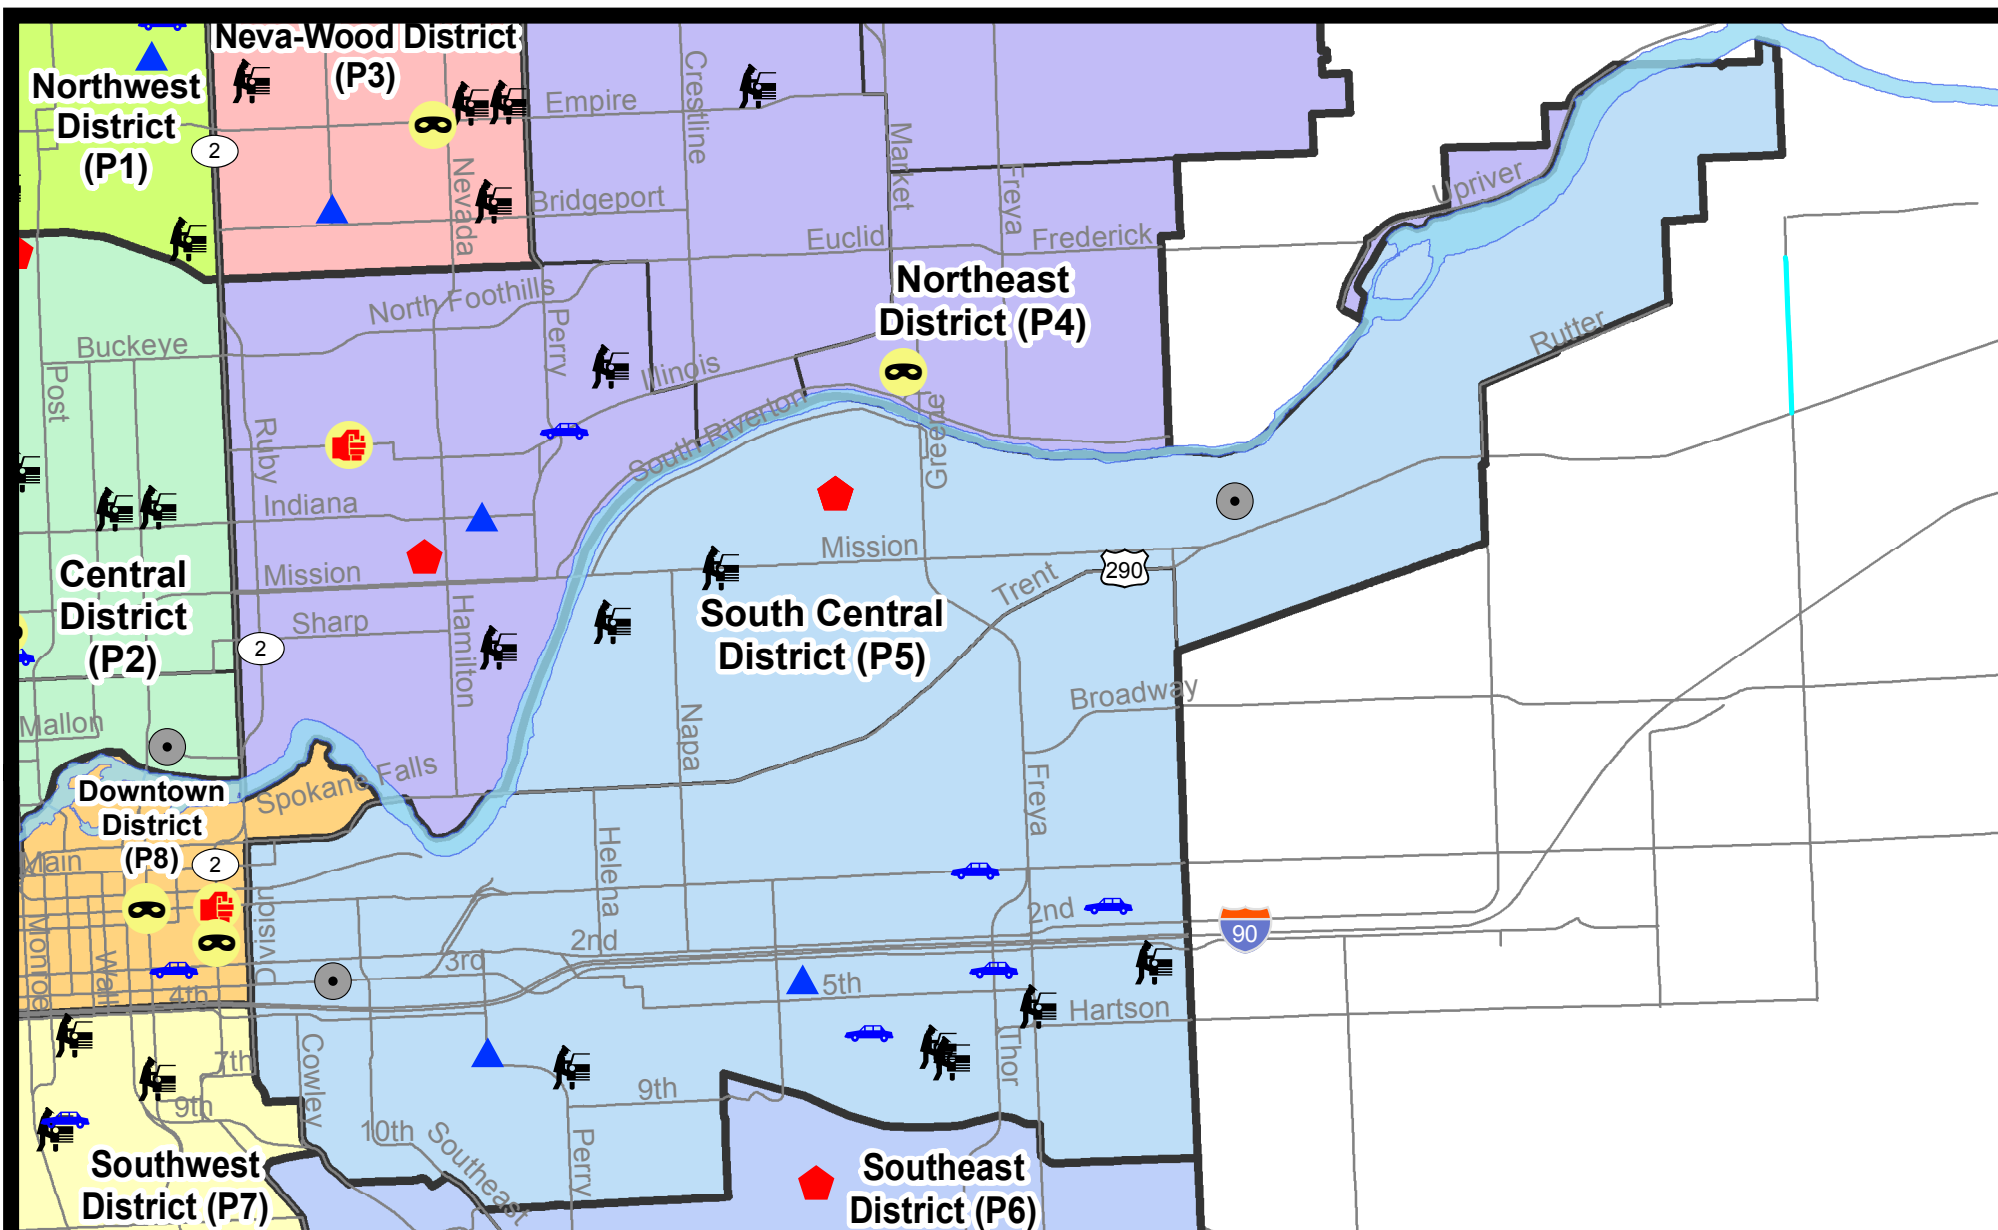 Neva-Wood District
(P3)
Northwest
District
(P1)
2
Empire
Crestline
Market
Nevada
Bridgeport
Freya
Upriver
Euclid
Frederick
Northeast
District (P4)
North Foothills
Perry
Buckeye
Post
Illinois
Rutter
Ruby
South Riverton
Greene
Indiana
Mission
Mission
Trent
290
Central
District
(P2)
Sharp
Hamilton
South Central
District (P5)
2
Broadway
Mallon
Napa
Spokane Falls
Downtown
District
(P8)
2
Main
Freya
Helena
Division
Monroe
Wall
2nd
2nd
3rd
90
4th
5th
Hartson
7th
Cowley
Thor
9th
9th
10th
Southeast
Perry
Southwest
District (P7)
Southeast
District (P6)